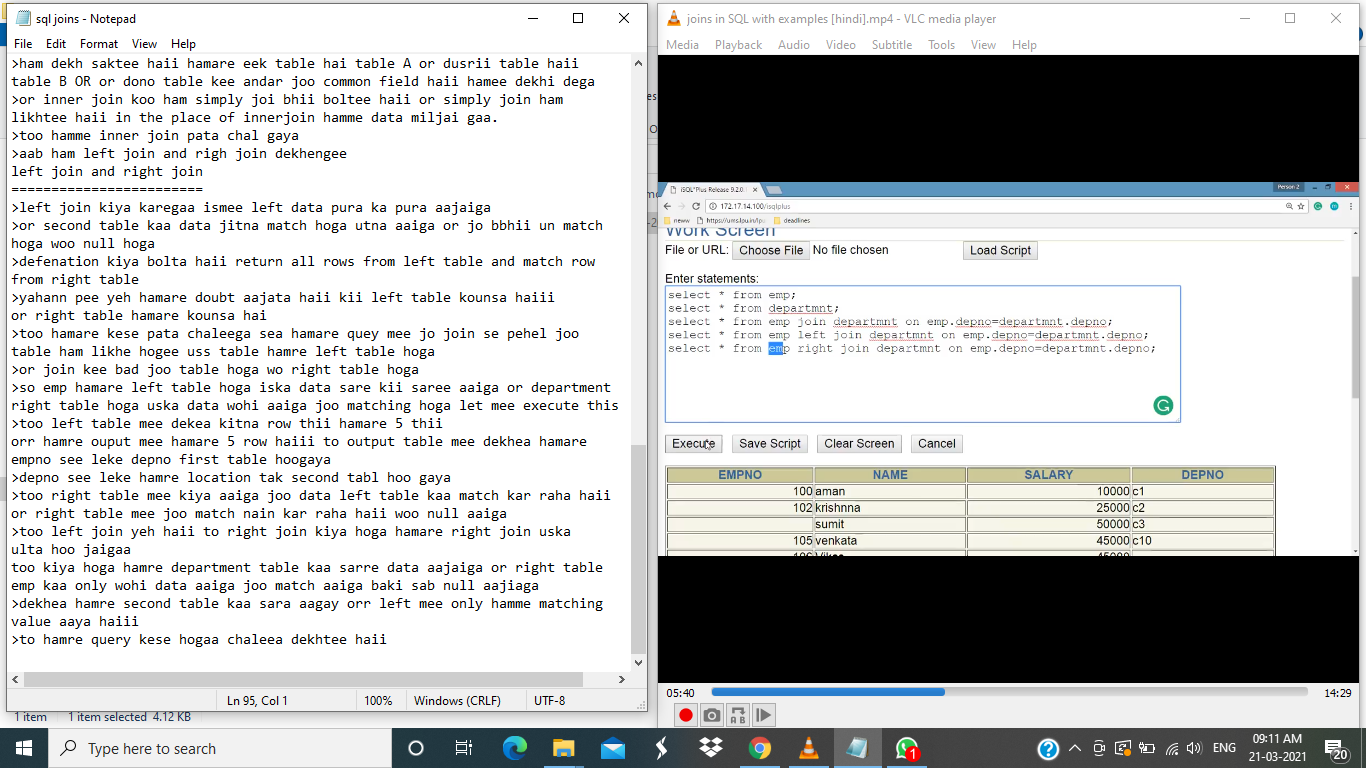 sql joins - Notepad
File Edit Format View Help
>ham dekh saktee haii hamare eek table hai table A or dusrii table haii
table B OR or dono table kee andar joo common field haii hamee dekhi dega
>or inner join koo ham simply joi bhii boltee haii or simply join ham
likhtee haii in the place of innerjoin hamme data miljai gaa.
>too hamme inner join pata chal gaya
>aab ham left join and righ join dekhengee
left join and right join
========================
>left join kiya karegaa ismee left data pura ka pura aajaiga
>or second table kaa data jitna match hoga utna aaiga or jo bbhii un match
hoga woo null hoga
>defenation kiya bolta haii return all rows from left table and match row
from right table
>yahann pee yeh hamare doubt aajata haii kii left table kounsa haiii
or right table hamare kounsa hai
>too hamare kese pata chaleega sea hamare quey mee jo join se pehel joo
table ham likhe hogee uss table hamre left table hoga
>or join kee bad joo table hoga wo right table hoga
>so emp hamare left table hoga iska data sare kii saree aaiga or department
right table hoga uska data wohi aaiga joo matching hoga let mee execute this
>too left table mee dekea kitna row thii hamare 5 thii
orr hamre ouput mee hamare 5 row haiii to output table mee dekhea hamare
empno see leke depno first table hoogaya
>depno see leke hamre location tak second tabl hoo gaya
>too right table mee kiya aaiga joo data left table kaa match kar raha haii
or right table mee joo match nain kar raha haii woo null aaiga
>too left join yeh haii to right join kiya hoga hamare right join uska
ulta hoo jaigaa
too kiya hoga hamre department table kaa sarre data aajaiga or right table
emp kaa only wohi data aaiga joo match aaiga baki sab null aajiaga
>dekhea hamre second table kaa sara aagay orr left mee only hamme matching
value aaya haiii
>to hamre query kese hogaa chaleea dekhtee haii
Ln 95, Col 1 100% Windows (CRLF) UTF-8
1 item 1 item selected 4.12 KB
joins in SQL with examples [hindi].mp4 - VLC media player
Media Playback Audio Video Subtitle Tools View Help
iSQL*Plus Release 9.2.0.
Person 2
172.17.14.100/isqlplus
neww https://ums.lpu.in/lpu deadlines
Work Screen
File or URL: Choose File No file chosen Load Script
Enter statements:
select * from emp;
select * from departmnt;
select * from emp join departmnt on emp.depno=departmnt.depno;
select * from emp left join departmnt on emp.depno=departmnt.depno;
select * from emp right join departmnt on emp.depno=departmnt.depno;
Execute Save Script Clear Screen Cancel
EMPNO NAME SALARY DEPNO
100 aman 10000 c1
102 krishnna 25000 c2
sumit 50000 c3
105 venkata 45000 c10
05:40 14:29
Type here to search
1
ENG
09:11 AM
21-03-2021
20